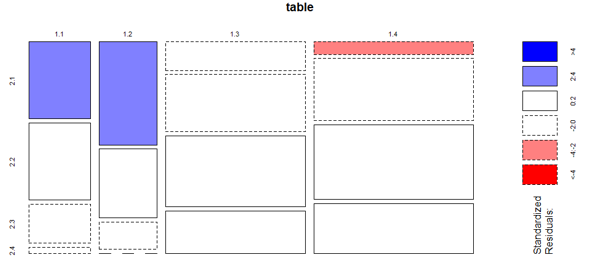 table
1.1 1.2 1.3 1.4
2.1
2.2
2.3
2.4
>4
2:4
0:2
-2:0
-4:-2
<-4
Standardized
Residuals: